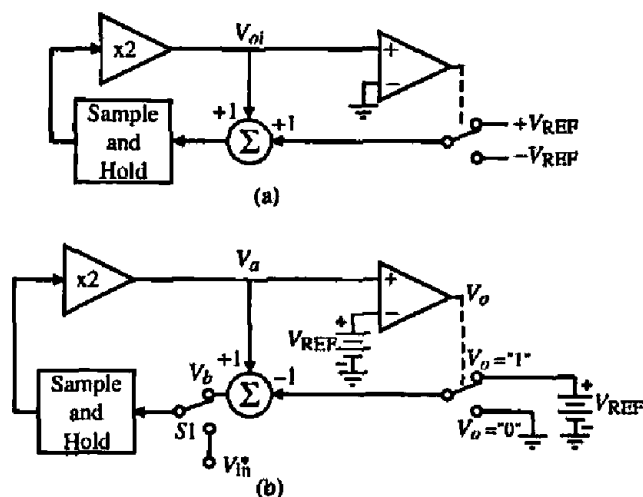 x2
V_oi
+
−
+1
+1
Sample
and
Hold
Σ
+V_REF
−V_REF
(a)
x2
V_a
+
−
V_o
+
V_REF
−
V_b
+1
−1
V_o="1"
Sample
and
Hold
Σ
+
V_REF
−
S1
V_o="0"
V_in*
(b)